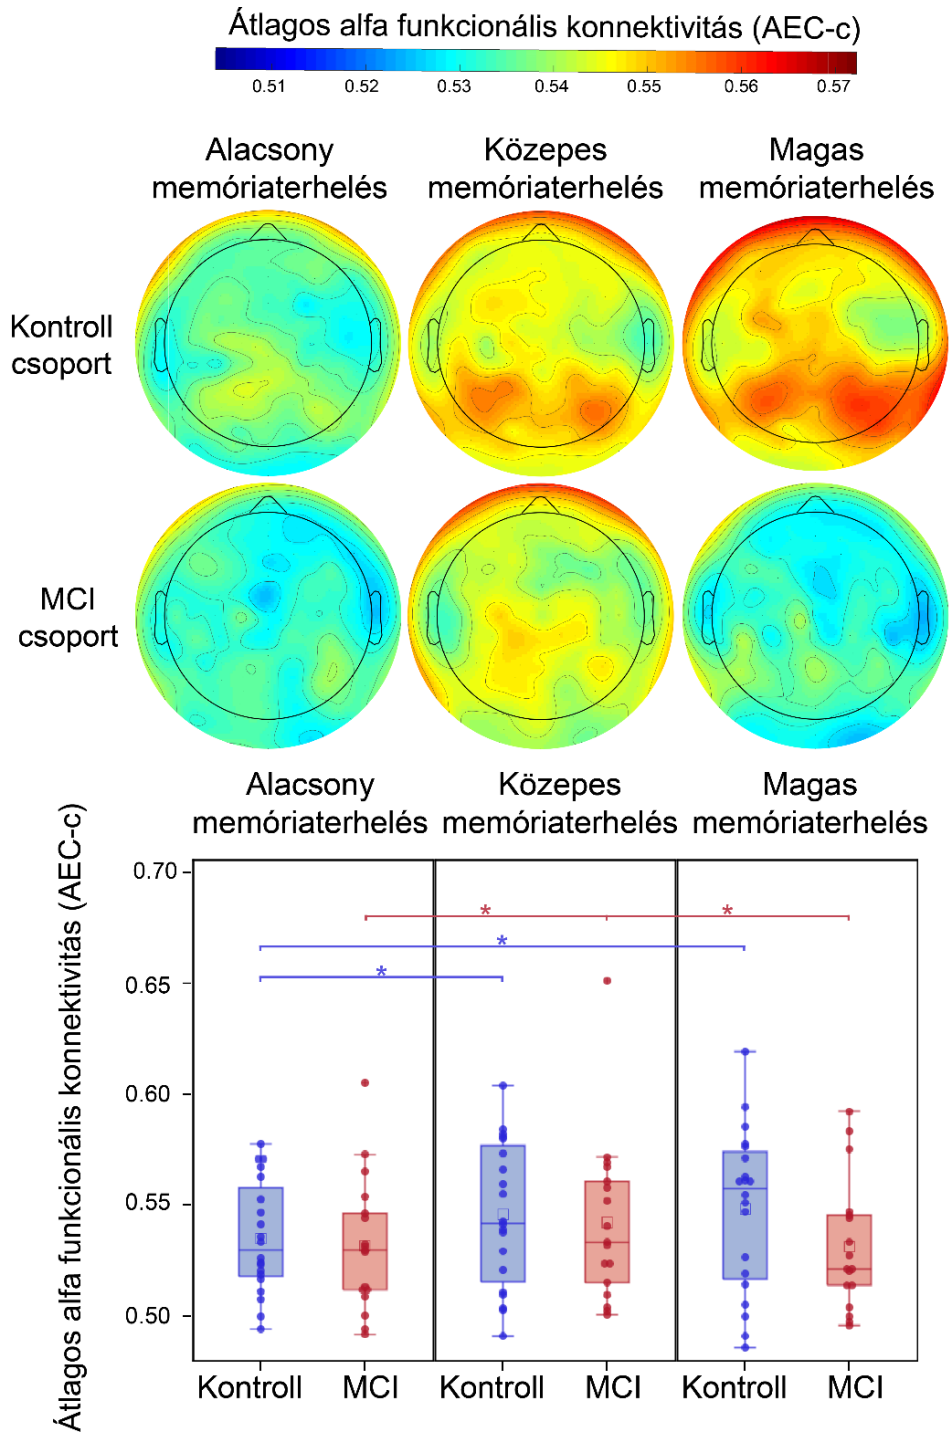 Átlagos alfa funkcionális konnektivitás (AEC-c)
0.51 0.52 0.53 0.54 0.55 0.56 0.57
Alacsony memóriaterhelés
Közepes memóriaterhelés
Magas memóriaterhelés
Kontroll csoport
MCI csoport
Alacsony memóriaterhelés
Közepes memóriaterhelés
Magas memóriaterhelés
Átlagos alfa funkcionális konnektivitás (AEC-c)
0.70
0.65
0.60
0.55
0.50
* *
*
*
Kontroll MCI Kontroll MCI Kontroll MCI